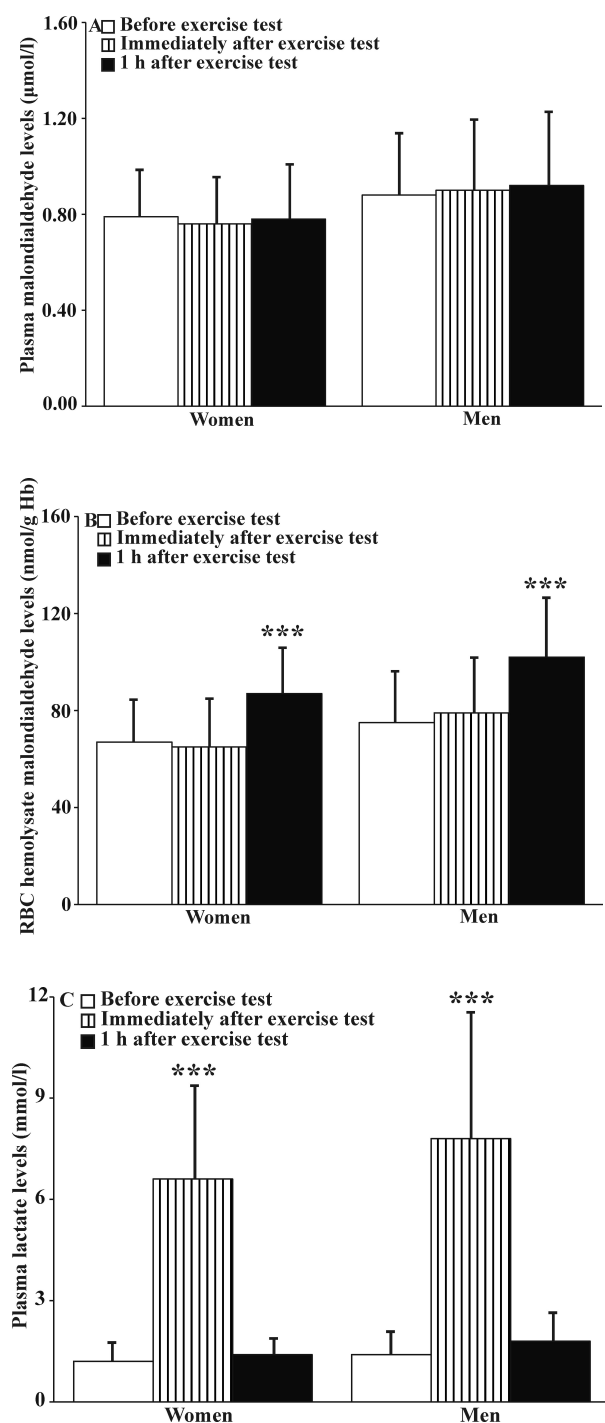 A
Before exercise test
Immediately after exercise test
1 h after exercise test
Plasma malondialdehyde levels (µmol/l)
1.60
1.20
0.80
0.40
0.00
Women Men
B
Before exercise test
Immediately after exercise test
1 h after exercise test
RBC hemolysate malondialdehyde levels (nmol/g Hb)
160
120
80
40
0
***
***
Women Men
C
Before exercise test
Immediately after exercise test
1 h after exercise test
Plasma lactate levels (mmol/l)
12
9
6
3
0
***
***
Women Men